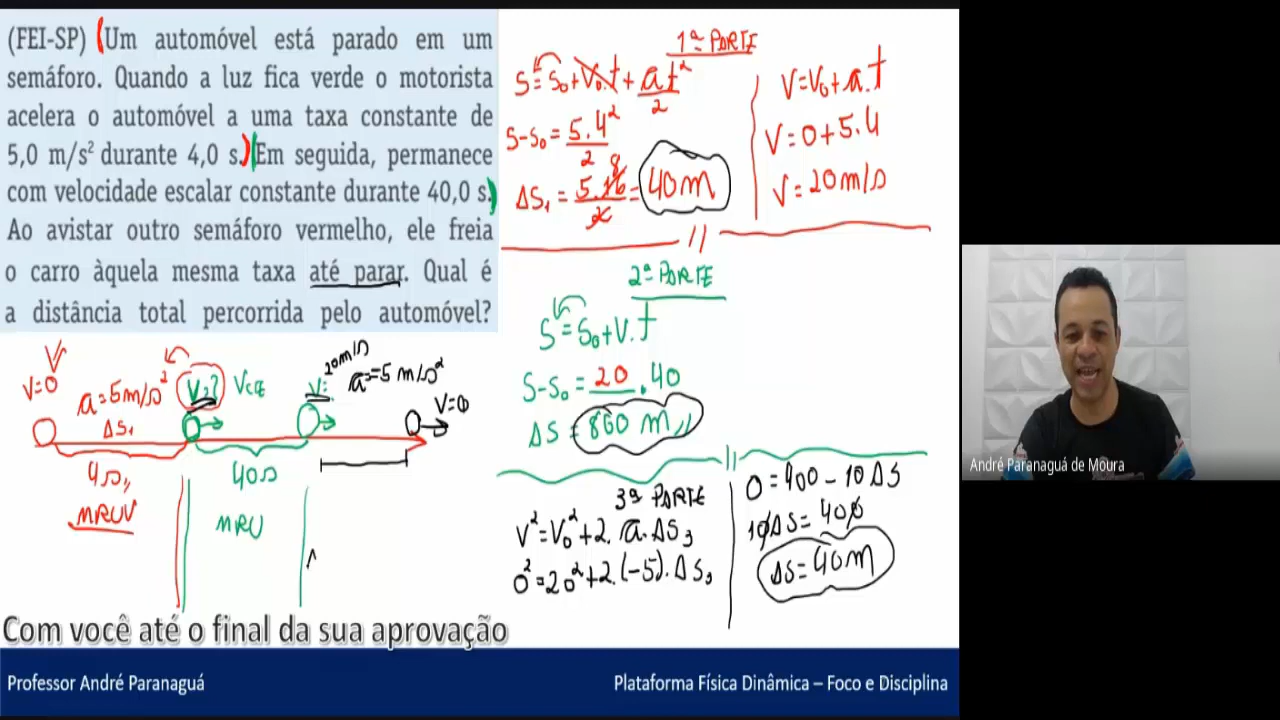 (FEI-SP) (Um automóvel está parado em um
semáforo. Quando a luz fica verde o motorista
acelera o automóvel a uma taxa constante de
5,0 m/s² durante 4,0 s.)(Em seguida, permanece
com velocidade escalar constante durante 40,0 s.)
Ao avistar outro semáforo vermelho, ele freia
o carro àquela mesma taxa até parar. Qual é
a distância total percorrida pelo automóvel?
V=0
a=5m/s²
V=?
Vcte
V=
20m/s
a=-5 m/s²
V=0
ΔS₁
4s
40s
MRUV
MRU
1ª PARTE
S=S₀+V₀.t+at²/2
S-S₀=5.4²/2
ΔS₁=5.16/2=40m
8
V=V₀+a.t
V=0+5.4
V=20m/s
2ª PARTE
S=S₀+V.t
S-S₀=20.40
ΔS=800m
3ª PARTE
V²=V₀²+2.a.ΔS₃
0²=20²+2.(-5).ΔS₃
0=400-10ΔS
10ΔS=400
ΔS=40m
André Paranaguá de Moura
Com você até o final da sua aprovação
Professor André Paranaguá
Plataforma Física Dinâmica – Foco e Disciplina